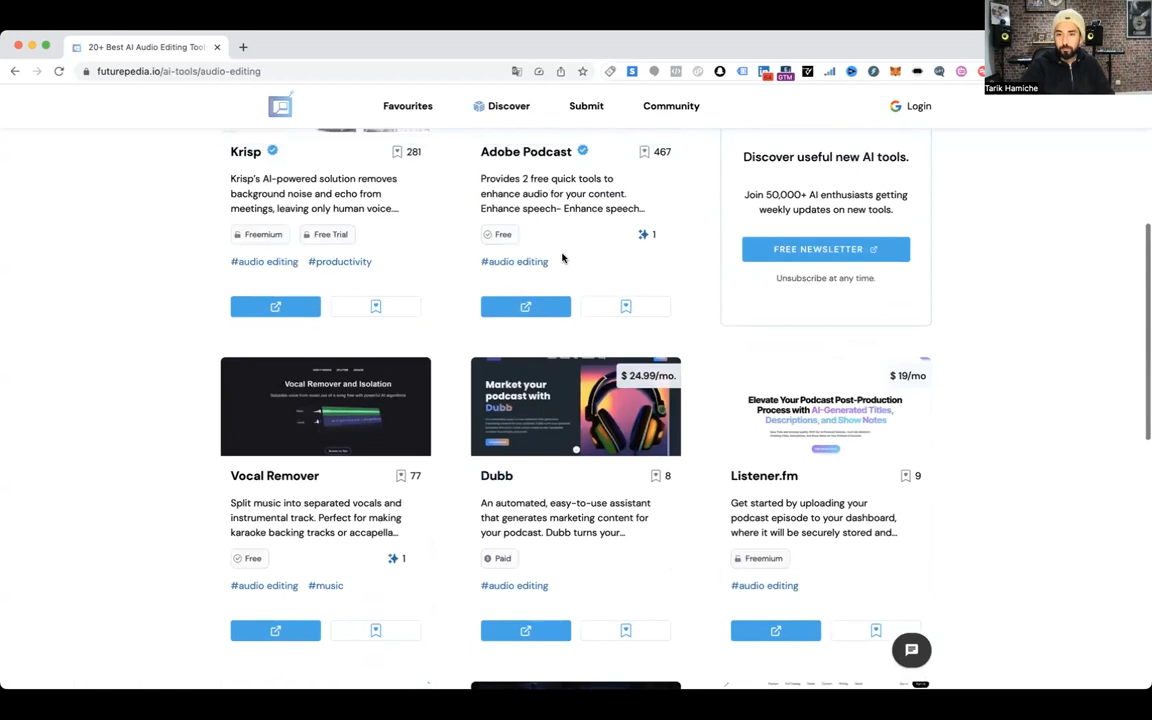 20+ Best AI Audio Editing Too
futurepedia.io/ai-tools/audio-editing
GTM
Tarik Hamiche
Favourites
Discover
Submit
Community
Login
Krisp
281
Krisp's AI-powered solution removes
background noise and echo from
meetings, leaving only human voice....
Freemium
Free Trial
#audio editing #productivity
Adobe Podcast
467
Provides 2 free quick tools to
enhance audio for your content.
Enhance speech- Enhance speech...
Free
1
#audio editing
Discover useful new AI tools.
Join 50,000+ AI enthusiasts getting
weekly updates on new tools.
FREE NEWSLETTER
Unsubscribe at any time.
Vocal Remover and Isolation
Vocal Remover
77
Split music into separated vocals and
instrumental track. Perfect for making
karaoke backing tracks or accapella...
Free
1
#audio editing #music
$ 24.99/mo.
Market your
podcast with
Dubb
Dubb
8
An automated, easy-to-use assistant
that generates marketing content for
your podcast. Dubb turns your...
Paid
#audio editing
$ 19/mo
Elevate Your Podcast Post-Production
Process with AI-Generated Titles,
Descriptions, and Show Notes
Listener.fm
9
Get started by uploading your
podcast episode to your dashboard,
where it will be securely stored and...
Freemium
#audio editing